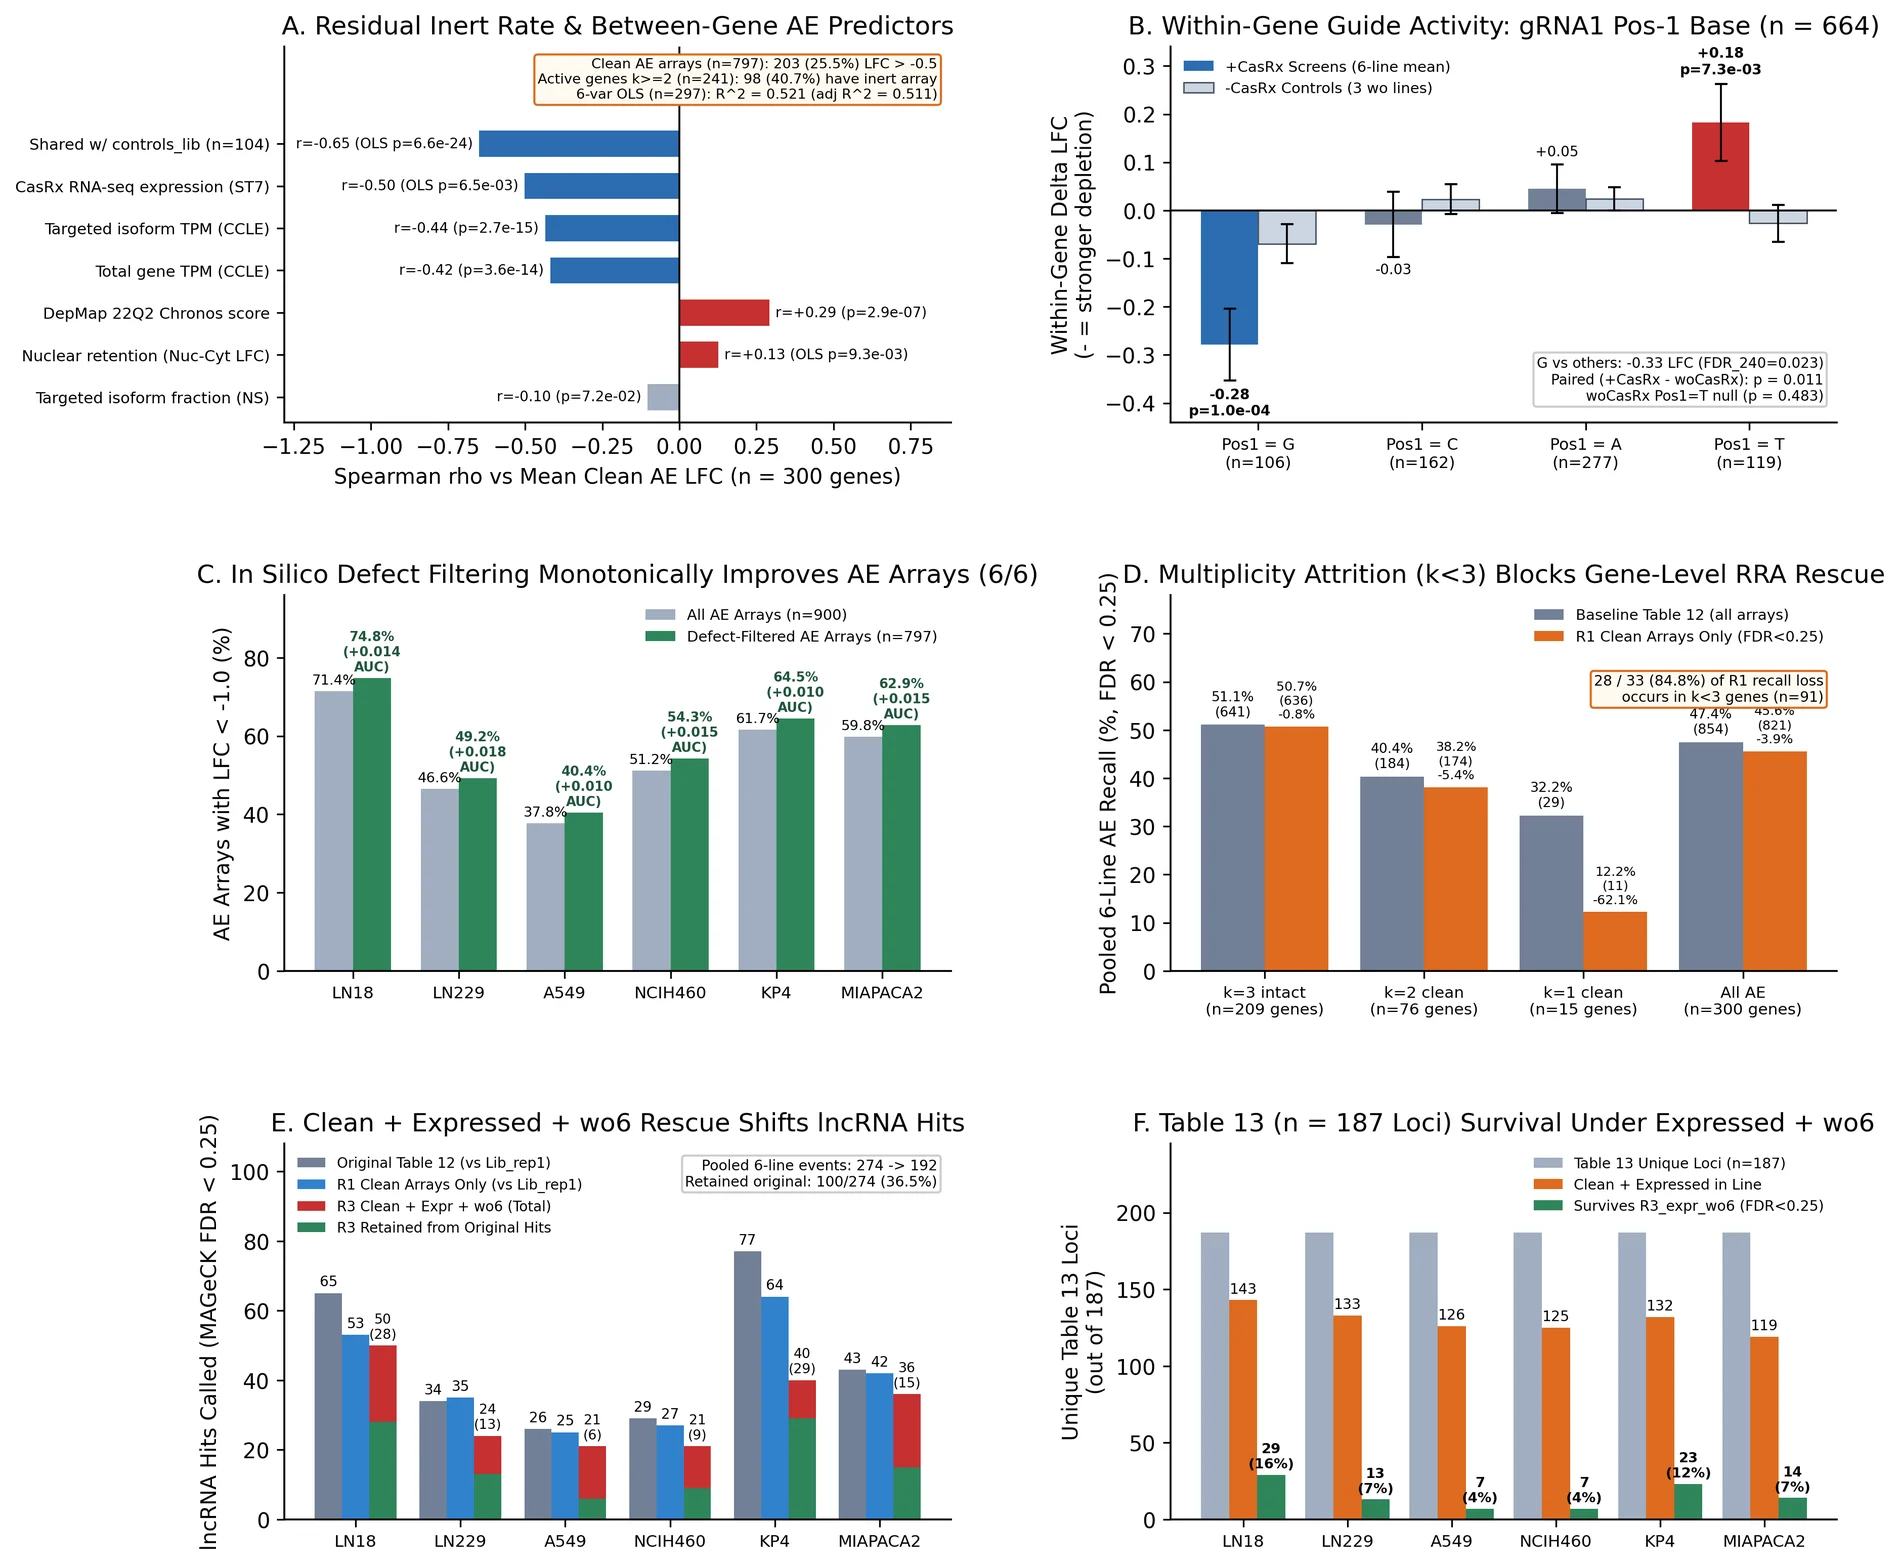 A. Residual Inert Rate & Between-Gene AE Predictors
Clean AE arrays (n=797): 203 (25.5%) LFC > -0.5
Active genes k>=2 (n=241): 98 (40.7%) have inert array
6-var OLS (n=297): R^2 = 0.521 (adj R^2 = 0.511)
Shared w/ controls_lib (n=104)
r=-0.65 (OLS p=6.6e-24)
CasRx RNA-seq expression (ST7)
r=-0.50 (OLS p=6.5e-03)
Targeted isoform TPM (CCLE)
r=-0.44 (p=2.7e-15)
Total gene TPM (CCLE)
r=-0.42 (p=3.6e-14)
DepMap 22Q2 Chronos score
r=+0.29 (p=2.9e-07)
Nuclear retention (Nuc-Cyt LFC)
r=+0.13 (OLS p=9.3e-03)
Targeted isoform fraction (NS)
r=-0.10 (p=7.2e-02)
−1.25 −1.00 −0.75 −0.50 −0.25 0.00 0.25 0.50 0.75
Spearman rho vs Mean Clean AE LFC (n = 300 genes)
B. Within-Gene Guide Activity: gRNA1 Pos-1 Base (n = 664)
+CasRx Screens (6-line mean)
-CasRx Controls (3 wo lines)
Within-Gene Delta LFC
(- = stronger depletion)
0.3
0.2
0.1
0.0
−0.1
−0.2
−0.3
−0.4
-0.28
p=1.0e-04
-0.03
+0.05
+0.18
p=7.3e-03
G vs others: -0.33 LFC (FDR_240=0.023)
Paired (+CasRx - woCasRx): p = 0.011
woCasRx Pos1=T null (p = 0.483)
Pos1 = G
(n=106)
Pos1 = C
(n=162)
Pos1 = A
(n=277)
Pos1 = T
(n=119)
C. In Silico Defect Filtering Monotonically Improves AE Arrays (6/6)
All AE Arrays (n=900)
Defect-Filtered AE Arrays (n=797)
AE Arrays with LFC < -1.0 (%)
80
60
40
20
0
71.4%
74.8%
(+0.014
AUC)
46.6%
49.2%
(+0.018
AUC)
37.8%
40.4%
(+0.010
AUC)
51.2%
54.3%
(+0.015
AUC)
61.7%
64.5%
(+0.010
AUC)
59.8%
62.9%
(+0.015
AUC)
LN18 LN229 A549 NCIH460 KP4 MIAPACA2
D. Multiplicity Attrition (k<3) Blocks Gene-Level RRA Rescue
Baseline Table 12 (all arrays)
R1 Clean Arrays Only (FDR<0.25)
28 / 33 (84.8%) of R1 recall loss
occurs in k<3 genes (n=91)
Pooled 6-Line AE Recall (%, FDR < 0.25)
70
60
50
40
30
20
10
0
51.1%
(641)
50.7%
(636)
-0.8%
40.4%
(184)
38.2%
(174)
-5.4%
32.2%
(29)
12.2%
(11)
-62.1%
47.4%
(854)
45.6%
(821)
-3.9%
k=3 intact
(n=209 genes)
k=2 clean
(n=76 genes)
k=1 clean
(n=15 genes)
All AE
(n=300 genes)
E. Clean + Expressed + wo6 Rescue Shifts lncRNA Hits
Original Table 12 (vs Lib_rep1)
R1 Clean Arrays Only (vs Lib_rep1)
R3 Clean + Expr + wo6 (Total)
R3 Retained from Original Hits
Pooled 6-line events: 274 -> 192
Retained original: 100/274 (36.5%)
lncRNA Hits Called (MAGeCK FDR < 0.25)
100
80
60
40
20
0
65
53
50
(28)
34
35
24
(13)
26
25
21
(6)
29
27
21
(9)
77
64
40
(29)
43
42
36
(15)
LN18 LN229 A549 NCIH460 KP4 MIAPACA2
F. Table 13 (n = 187 Loci) Survival Under Expressed + wo6
Table 13 Unique Loci (n=187)
Clean + Expressed in Line
Survives R3_expr_wo6 (FDR<0.25)
Unique Table 13 Loci
(out of 187)
200
150
100
50
0
143
29
(16%)
133
13
(7%)
126
7
(4%)
125
7
(4%)
132
23
(12%)
119
14
(7%)
LN18 LN229 A549 NCIH460 KP4 MIAPACA2